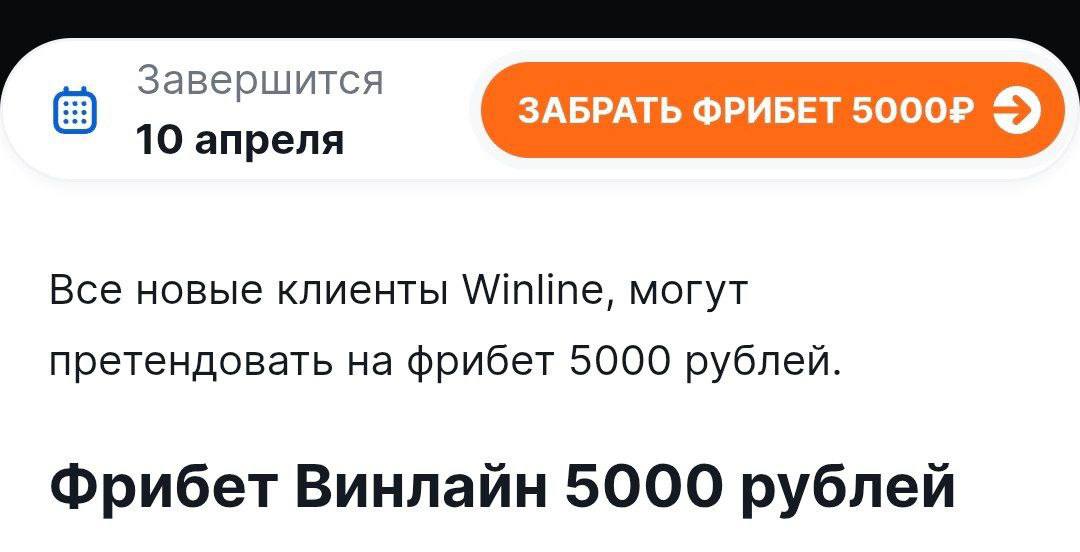 Завершится
10 апреля
ЗАБРАТЬ ФРИБЕТ 5000₽
Все новые клиенты Winline, могут
претендовать на фрибет 5000 рублей.
Фрибет Винлайн 5000 рублей